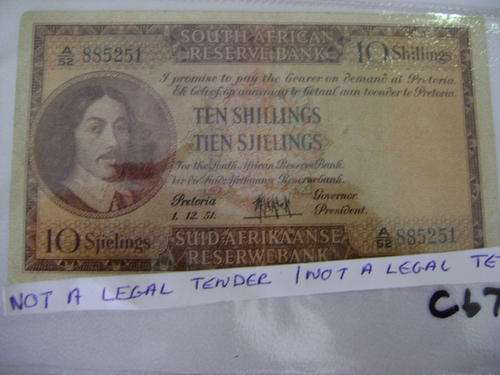 SOUTH AFRICAN
RESERVE BANK
A/52 885251
10 Shillings
I promise to pay the Bearer on demand at Pretoria.
Ek Beloof op aanvraag te betaal aan toonder te Pretoria.
TEN SHILLINGS
TIEN SJIELINGS
For the South African Reserve Bank.
Vir die Suid-Afrikaanse Reserwebank.
Pretoria
1. 12. 51.
Governor
President.
10 Sjielings
SUID-AFRIKAANSE
RESERWEBANK
A/52 885251
NOT A LEGAL TENDER / NOT A LEGAL TE